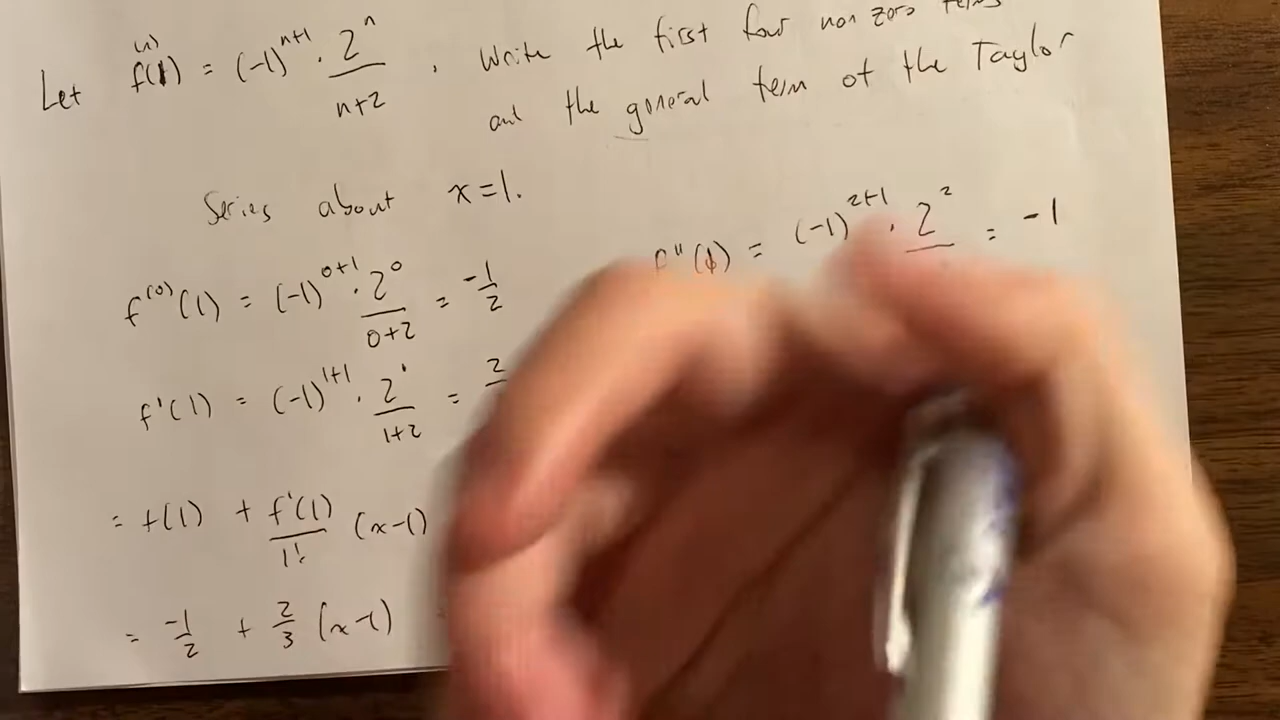 Let f^(n)(1) = (-1)^(n+1) · 2^n / (n+2) . Write the first four non zero terms
and the general term of the Taylor
Series about x=1.
f^(0)(1) = (-1)^(0+1) · 2^0 / (0+2) = -1/2
f''(1) = (-1)^(2+1) · 2^2 = -1
f'(1) = (-1)^(1+1) · 2^1 / (1+2) = 2
= f(1) + f'(1)/1! (x-1)
= -1/2 + 2/3 (x-1)